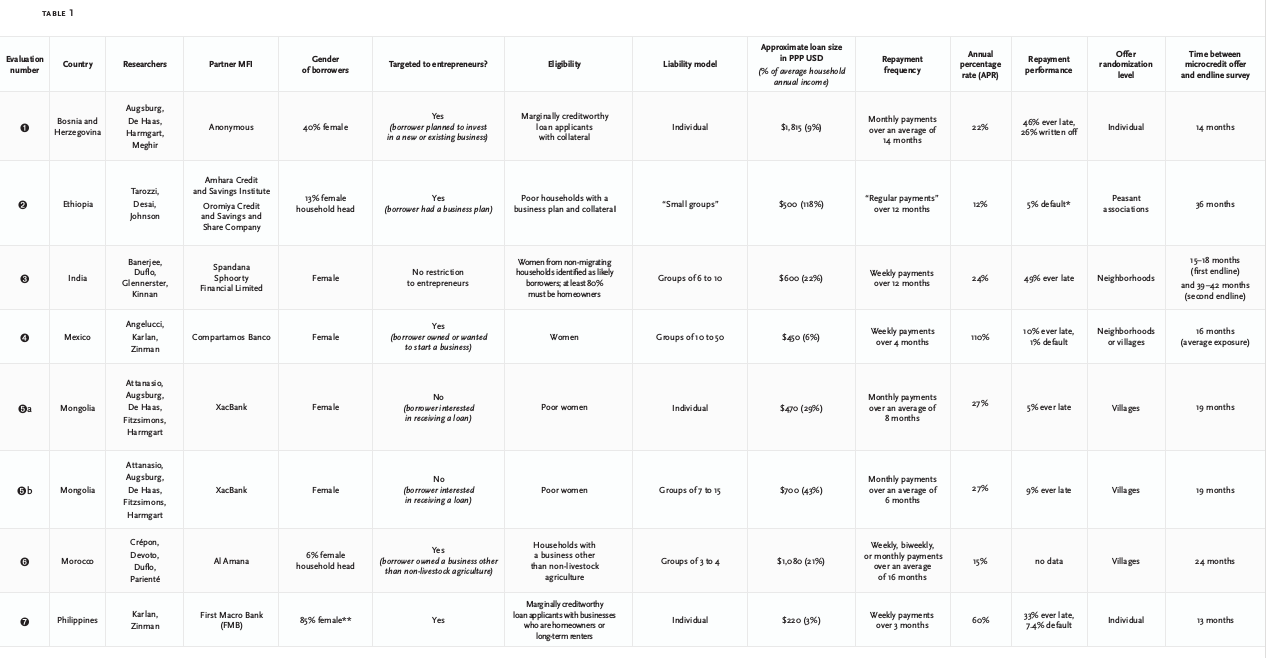 TABLE 1
Evaluation number
Country
Researchers
Partner MFI
Gender
of borrowers
Targeted to entrepreneurs?
Eligibility
Liability model
Approximate loan size
in PPP USD
(% of average household
annual income)
Repayment
frequency
Annual
percentage
rate (APR)
Repayment
performance
Offer
randomization
level
Time between
microcredit offer
and endline survey
❶
Bosnia and
Herzegovina
Augsburg,
De Haas,
Harmgart,
Meghir
Anonymous
40% female
Yes
(borrower planned to invest
in a new or existing business)
Marginally creditworthy
loan applicants
with collateral
Individual
$1,815 (9%)
Monthly payments
over an average of
14 months
22%
46% ever late,
26% written off
Individual
14 months
❷
Ethiopia
Tarozzi,
Desai,
Johnson
Amhara Credit
and Savings Institute
Oromiya Credit
and Savings and
Share Company
13% female
household head
Yes
(borrower had a business plan)
Poor households with a
business plan and collateral
“Small groups”
$500 (118%)
“Regular payments”
over 12 months
12%
5% default*
Peasant
associations
36 months
❸
India
Banerjee,
Duflo,
Glennerster,
Kinnan
Spandana
Sphoorty
Financial Limited
Female
No restriction
to entrepreneurs
Women from non-migrating
households identified as likely
borrowers; at least 80%
must be homeowners
Groups of 6 to 10
$600 (22%)
Weekly payments
over 12 months
24%
49% ever late
Neighborhoods
15–18 months
(first endline)
and 39–42 months
(second endline)
❹
Mexico
Angelucci,
Karlan,
Zinman
Compartamos Banco
Female
Yes
(borrower owned or wanted
to start a business)
Women
Groups of 10 to 50
$450 (6%)
Weekly payments
over 4 months
110%
10% ever late,
1% default
Neighborhoods
or villages
16 months
(average exposure)
❺a
Mongolia
Attanasio,
Augsburg,
De Haas,
Fitzsimons,
Harmgart
XacBank
Female
No
(borrower interested
in receiving a loan)
Poor women
Individual
$470 (29%)
Monthly payments
over an average of
8 months
27%
5% ever late
Villages
19 months
❺b
Mongolia
Attanasio,
Augsburg,
De Haas,
Fitzsimons,
Harmgart
XacBank
Female
No
(borrower interested
in receiving a loan)
Poor women
Groups of 7 to 15
$700 (43%)
Monthly payments
over an average of
6 months
27%
9% ever late
Villages
19 months
❻
Morocco
Crépon,
Devoto,
Duflo,
Parienté
Al Amana
6% female
household head
Yes
(borrower owned a business other
than non-livestock agriculture)
Households with
a business other
than non-livestock
agriculture
Groups of 3 to 4
$1,080 (21%)
Weekly, biweekly,
or monthly payments
over an average
of 16 months
15%
no data
Villages
24 months
❼
Philippines
Karlan,
Zinman
First Macro Bank
(FMB)
85% female**
Yes
Marginally creditworthy
loan applicants with businesses
who are homeowners or
long-term renters
Individual
$220 (3%)
Weekly payments
over 3 months
60%
33% ever late,
7.4% default
Individual
13 months